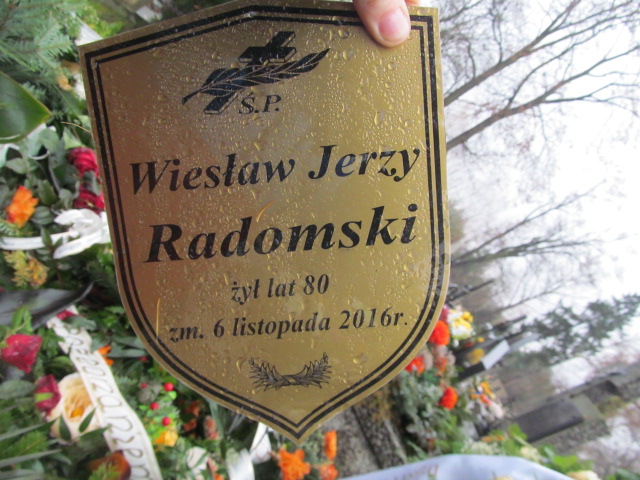 Ś.P.
Wiesław Jerzy
Radomski
żył lat 80
zm. 6 listopada 2016r.